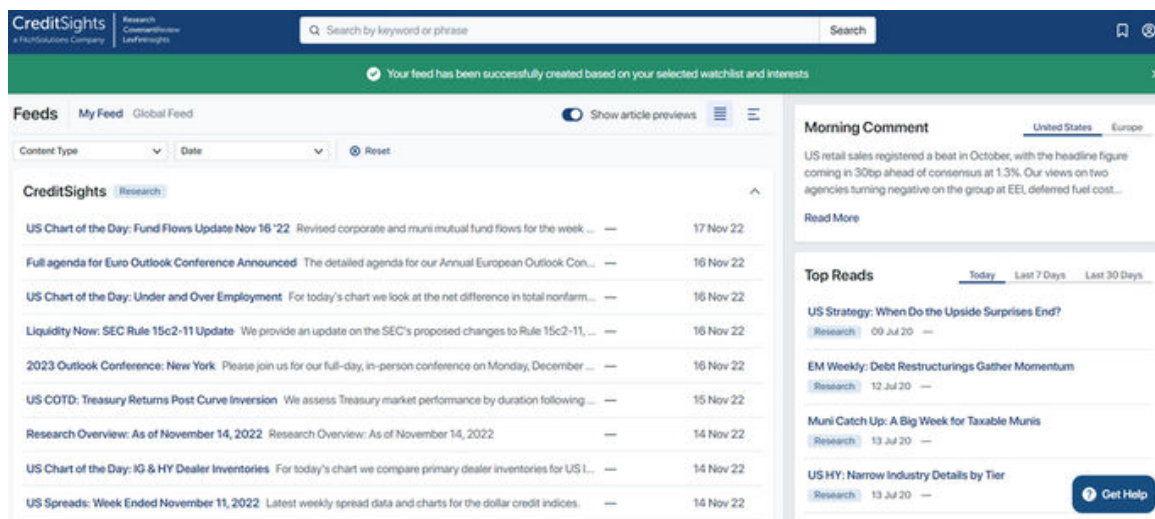 CreditSights
a FitchSolutions Company
Research
CovenantReview
LevFinInsights
Search by keyword or phrase
Search
Your feed has been successfully created based on your selected watchlist and interests
Feeds
My Feed
Global Feed
Show article previews
Content Type
Date
Reset
CreditSights Research
US Chart of the Day: Fund Flows Update Nov 16 '22 Revised corporate and muni mutual fund flows for the week ... — 17 Nov 22
Full agenda for Euro Outlook Conference Announced The detailed agenda for our Annual European Outlook Con... — 16 Nov 22
US Chart of the Day: Under and Over Employment For today's chart we look at the net difference in total nonfarm... — 16 Nov 22
Liquidity Now: SEC Rule 15c2-11 Update We provide an update on the SEC's proposed changes to Rule 15c2-11, ... — 16 Nov 22
2023 Outlook Conference: New York Please join us for our full-day, in-person conference on Monday, December ... — 16 Nov 22
US COTD: Treasury Returns Post Curve Inversion We assess Treasury market performance by duration following ... — 15 Nov 22
Research Overview: As of November 14, 2022 Research Overview: As of November 14, 2022 — 14 Nov 22
US Chart of the Day: IG & HY Dealer Inventories For today's chart we compare primary dealer inventories for US I... — 14 Nov 22
US Spreads: Week Ended November 11, 2022 Latest weekly spread data and charts for the dollar credit indices. — 14 Nov 22
Morning Comment
United States
Europe
US retail sales registered a beat in October, with the headline figure
coming in 30bp ahead of consensus at 1.3%. Our views on two
agencies turning negative on the group at EEI, deferred fuel cost...
Read More
Top Reads
Today
Last 7 Days
Last 30 Days
US Strategy: When Do the Upside Surprises End?
Research 09 Jul 20 —
EM Weekly: Debt Restructurings Gather Momentum
Research 12 Jul 20 —
Muni Catch Up: A Big Week for Taxable Munis
Research 13 Jul 20 —
US HY: Narrow Industry Details by Tier
Research 13 Jul 20 —
Get Help